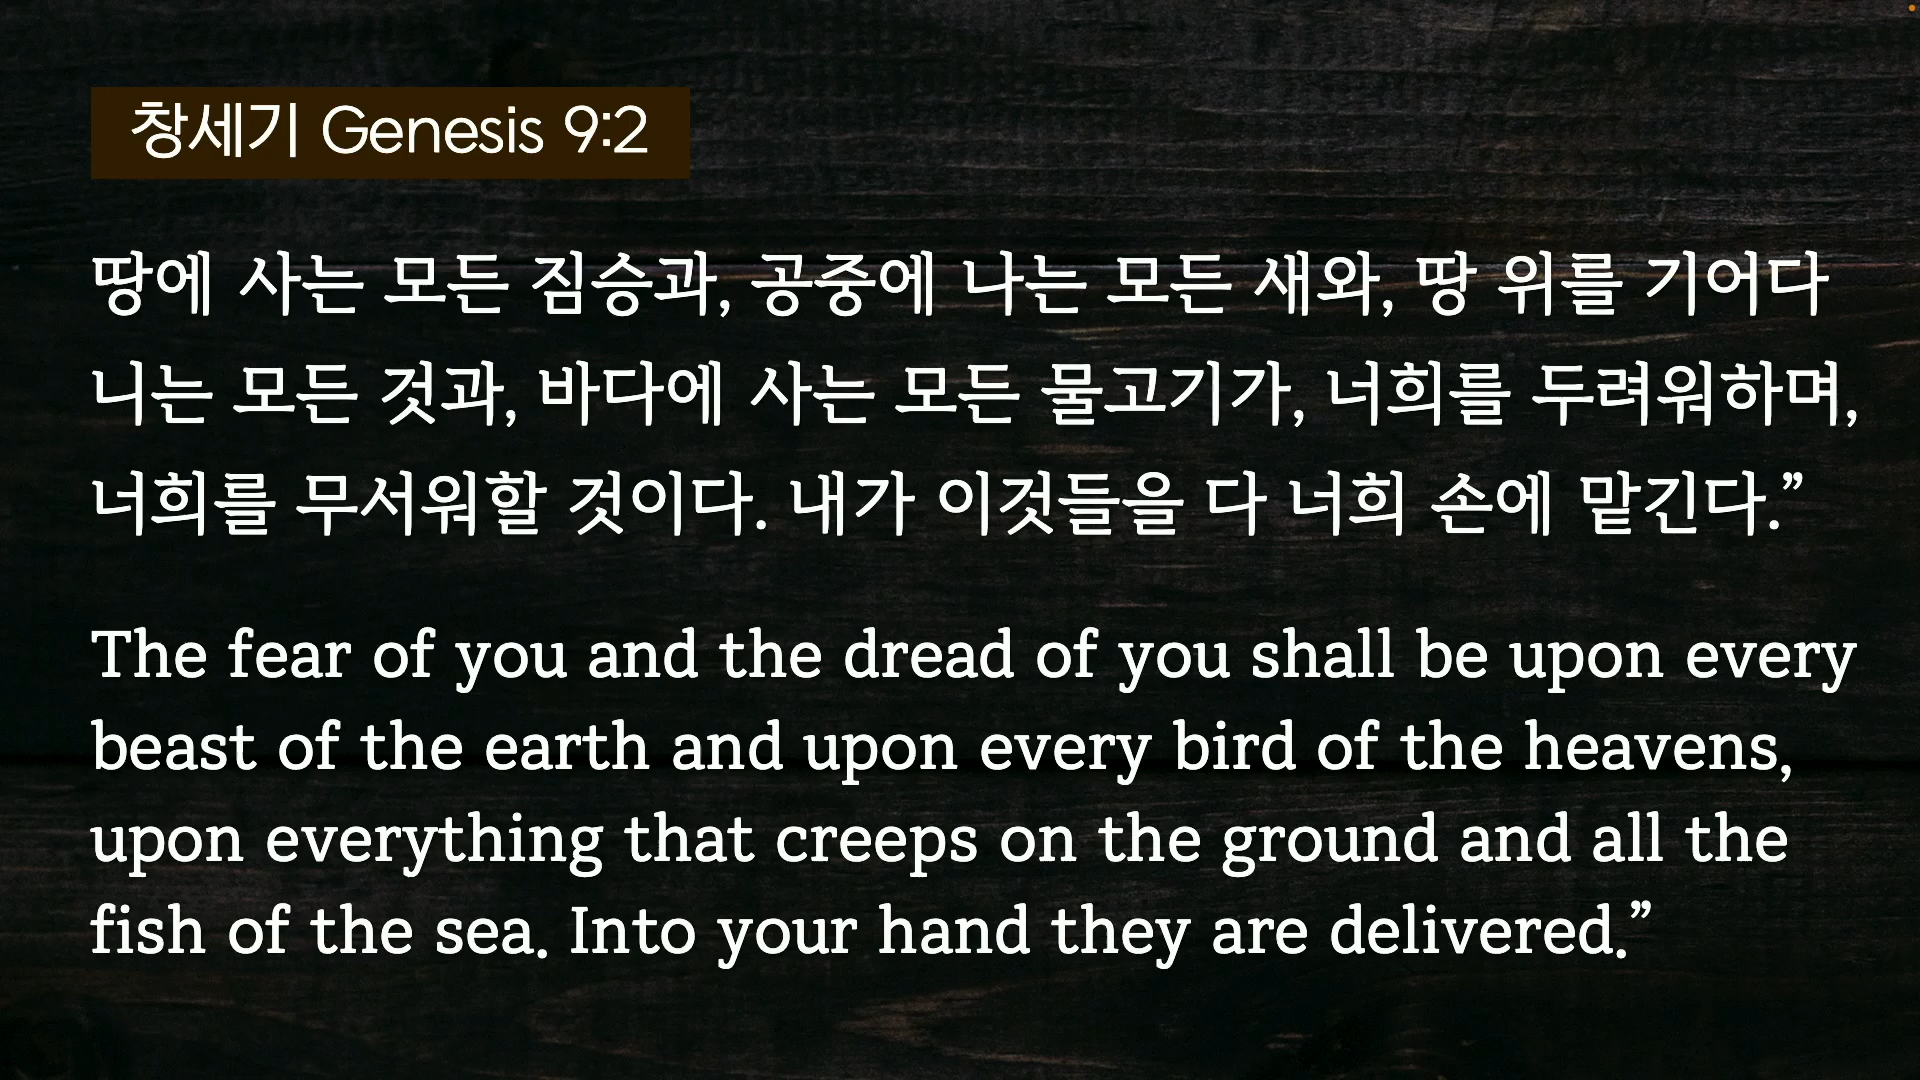 창세기 Genesis 9:2
땅에 사는 모든 짐승과, 공중에 나는 모든 새와, 땅 위를 기어다
니는 모든 것과, 바다에 사는 모든 물고기가, 너희를 두려워하며,
너희를 무서워할 것이다. 내가 이것들을 다 너희 손에 맡긴다.”
The fear of you and the dread of you shall be upon every
beast of the earth and upon every bird of the heavens,
upon everything that creeps on the ground and all the
fish of the sea. Into your hand they are delivered.”